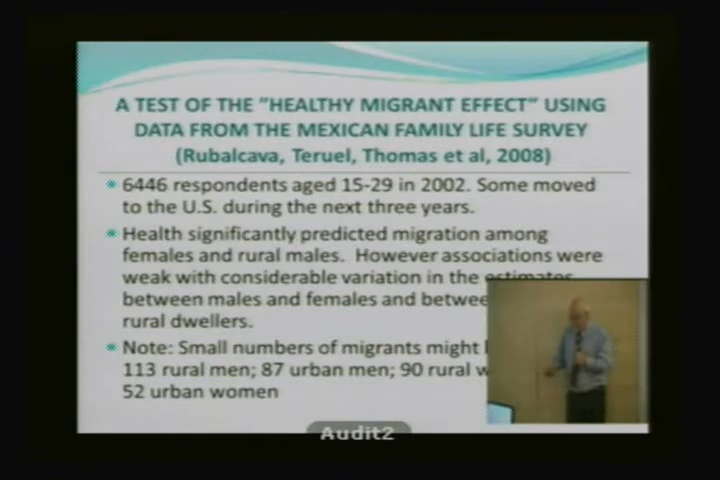 A TEST OF THE "HEALTHY MIGRANT EFFECT" USING
DATA FROM THE MEXICAN FAMILY LIFE SURVEY
(Rubalcava, Teruel, Thomas et al, 2008)
6446 respondents aged 15-29 in 2002. Some moved
to the U.S. during the next three years.
Health significantly predicted migration among
females and rural males. However associations were
weak with considerable variation in the estimates
between males and females and betwee
rural dwellers.
Note: Small numbers of migrants might
113 rural men; 87 urban men; 90 rural w
52 urban women
Audit2